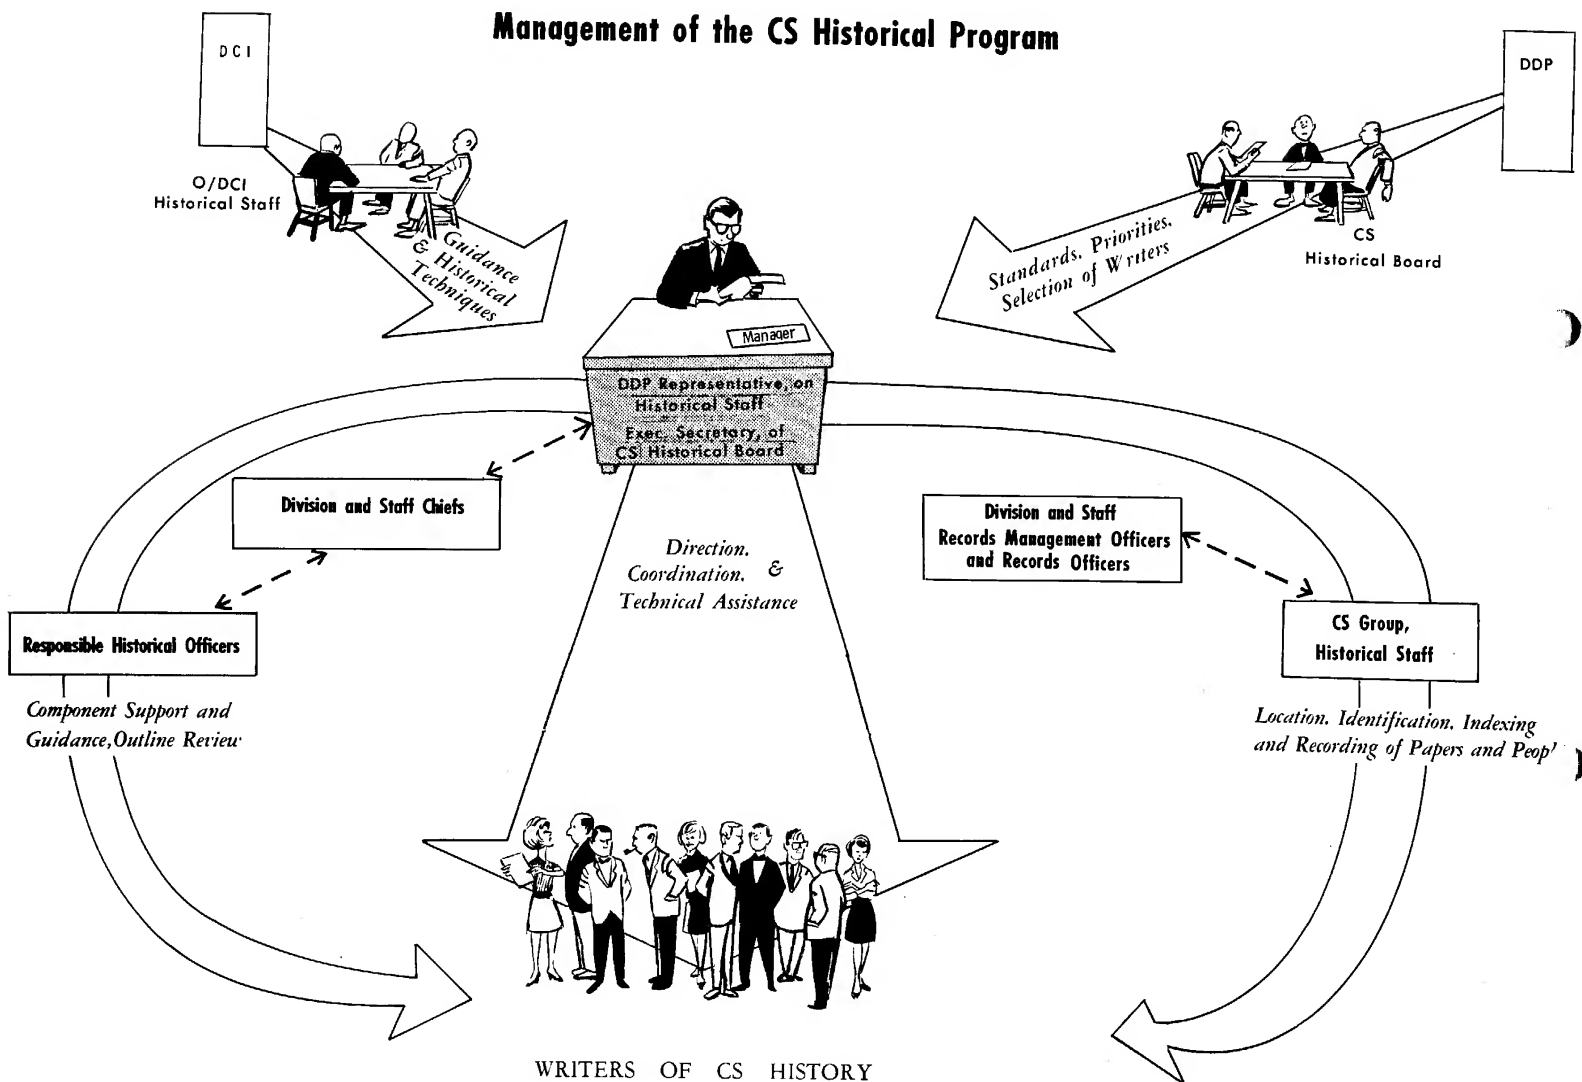 Management of the CS Historical Program
DCI
DDP
O/DCI
Historical Staff
Guidance
& Historical
Techniques
Standards, Priorities,
Selection of Writers
CS
Historical Board
Manager
DDP Representative, on
Historical Staff
Exec. Secretary, of
CS Historical Board
Division and Staff Chiefs
Division and Staff
Records Management Officers
and Records Officers
Direction,
Coordination, &
Technical Assistance
Responsible Historical Officers
CS Group,
Historical Staff
Component Support and
Guidance, Outline Review
Location, Identification, Indexing
and Recording of Papers and Peop
WRITERS OF CS HISTORY